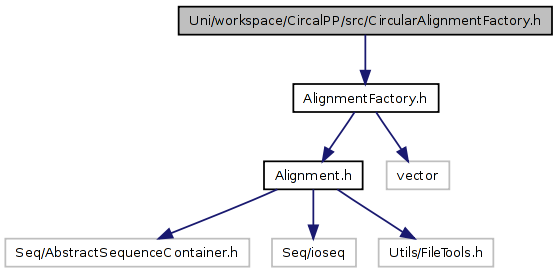 Uni/workspace/CircalPP/src/CircularAlignmentFactory.h
AlignmentFactory.h
Alignment.h
vector
Seq/AbstractSequenceContainer.h
Seq/ioseq
Utils/FileTools.h